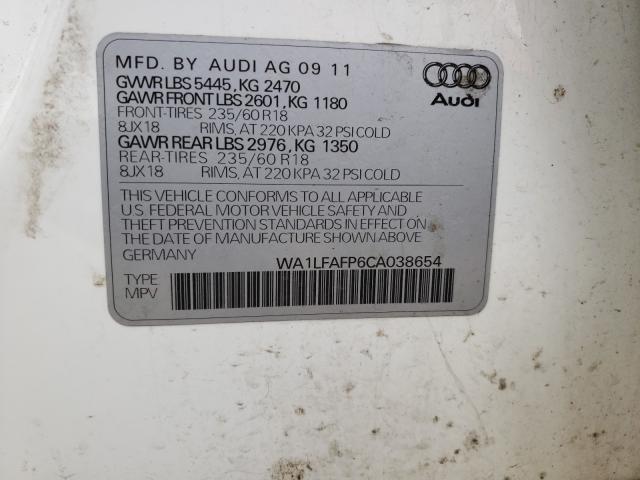 MFD. BY AUDI AG 09 11
GVWR LBS 5445, KG 2470
GAWR FRONT LBS 2601, KG 1180
FRONT-TIRES 235/60 R18
8JX18 RIMS, AT 220 KPA 32 PSI COLD
GAWR REAR LBS 2976, KG 1350
REAR-TIRES 235/60 R18
8JX18 RIMS, AT 220 KPA 32 PSI COLD
Audi
THIS VEHICLE CONFORMS TO ALL APPLICABLE
U.S. FEDERAL MOTOR VEHICLE SAFETY AND
THEFT PREVENTION STANDARDS IN EFFECT ON
THE DATE OF MANUFACTURE SHOWN ABOVE.
GERMANY WA1LFAFP6CA038654
TYPE
MPV